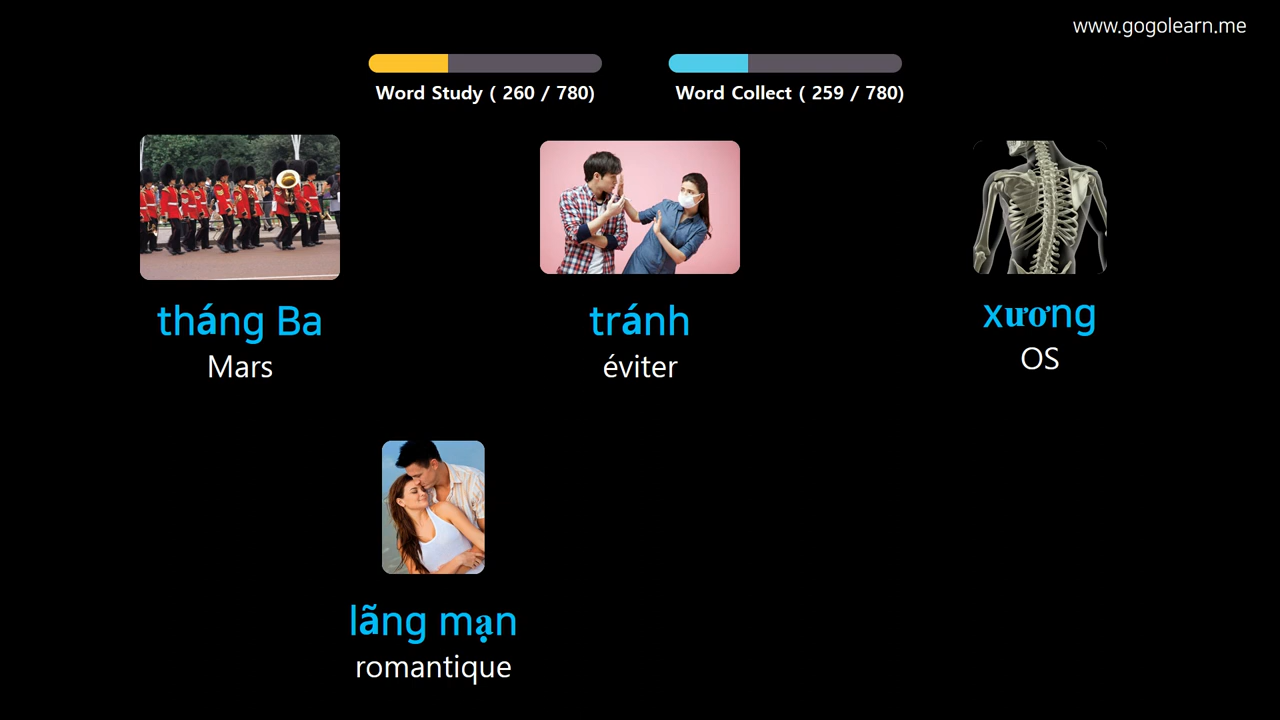 www.gogolearn.me
Word Study ( 260 / 780)
Word Collect ( 259 / 780)
tháng Ba
Mars
tránh
éviter
xương
OS
lãng mạn
romantique